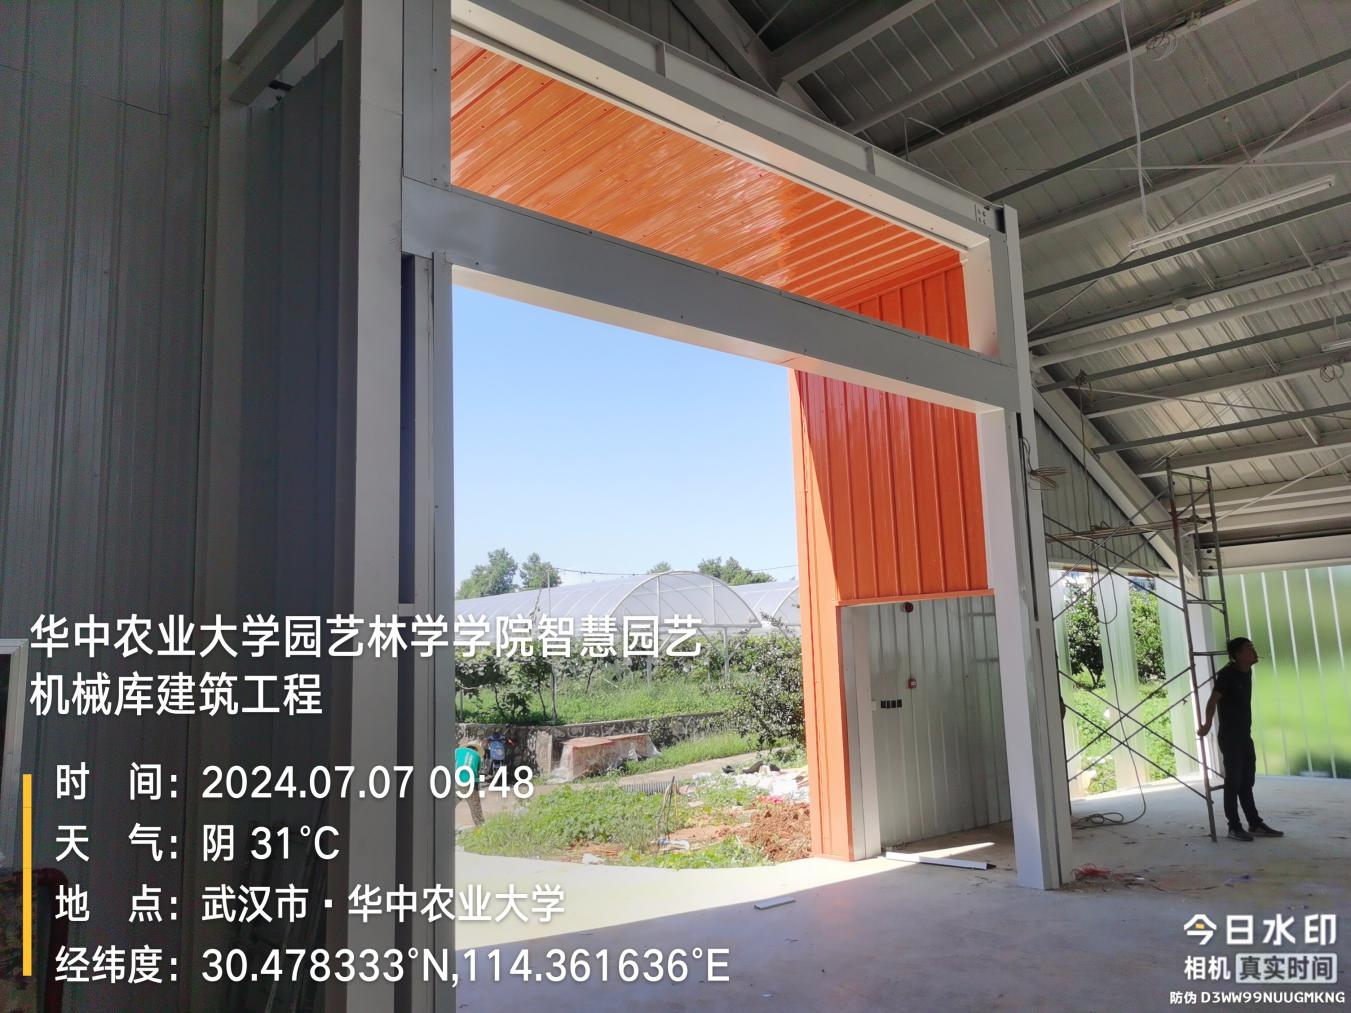 华中农业大学园艺林学学院智慧园艺
机械库建筑工程
时 间：2024.07.07 09:48
天 气：阴 31℃
地 点：武汉市·华中农业大学
经纬度：30.478333°N,114.361636°E
今日水印
相机 真实时间
防伪 D3WW99NUUGMKNG